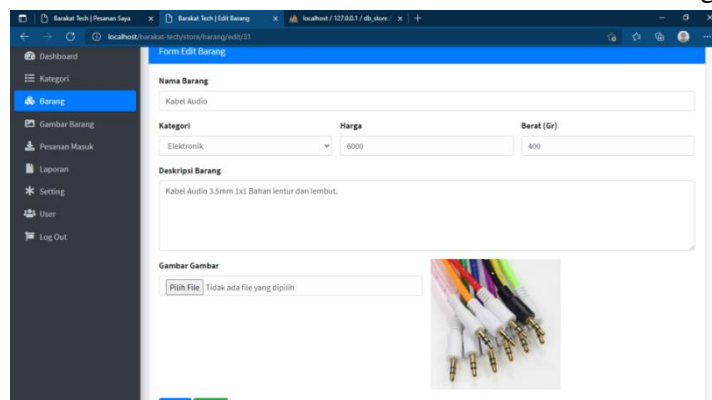 Barakat Tech | Pesanan Saya
Barakat Tech | Edit Barang
localhost / 127.0.0.1 / db_store /
localhost/barakat-tech/store/barang/edit/31
Dashboard
Form Edit Barang
Kategori
Nama Barang
Barang
Kabel Audio
Gambar Barang
Kategori
Harga
Berat (Gr)
Pesanan Masuk
Elektronik
6000
400
Laporan
Deskripsi Barang
Setting
Kabel Audio 3.5mm 1x1 Bahan lentur dan lembut.
User
Log Out
Gambar Gambar
Pilih File
Tidak ada file yang dipilih